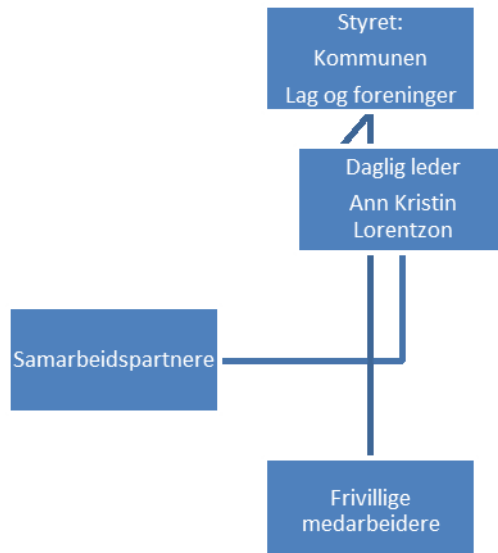 Styret:
Kommunen
Lag og foreninger
Daglig leder
Ann Kristin
Lorentzon
Samarbeidspartnere
Frivillige
medarbeidere